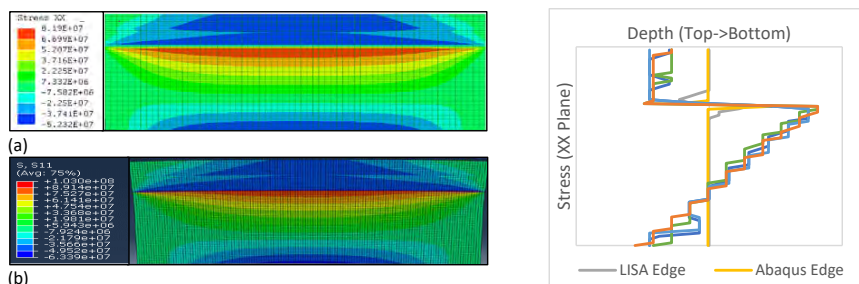 Stress XX
8.19E+07
6.699E+07
5.207E+07
3.716E+07
2.225E+07
7.332E+06
-7.582E+06
-2.25E+07
-3.741E+07
-5.232E+07
(a)
S, S11
(Avg: 75%)
+1.030e+08
+8.914e+07
+7.527e+07
+6.141e+07
+4.754e+07
+3.368e+07
+1.981e+07
+5.943e+06
-7.924e+06
-2.179e+07
-3.566e+07
-4.952e+07
-6.339e+07
(b)
Depth (Top->Bottom)
Stress (XX Plane)
LISA Edge
Abaqus Edge